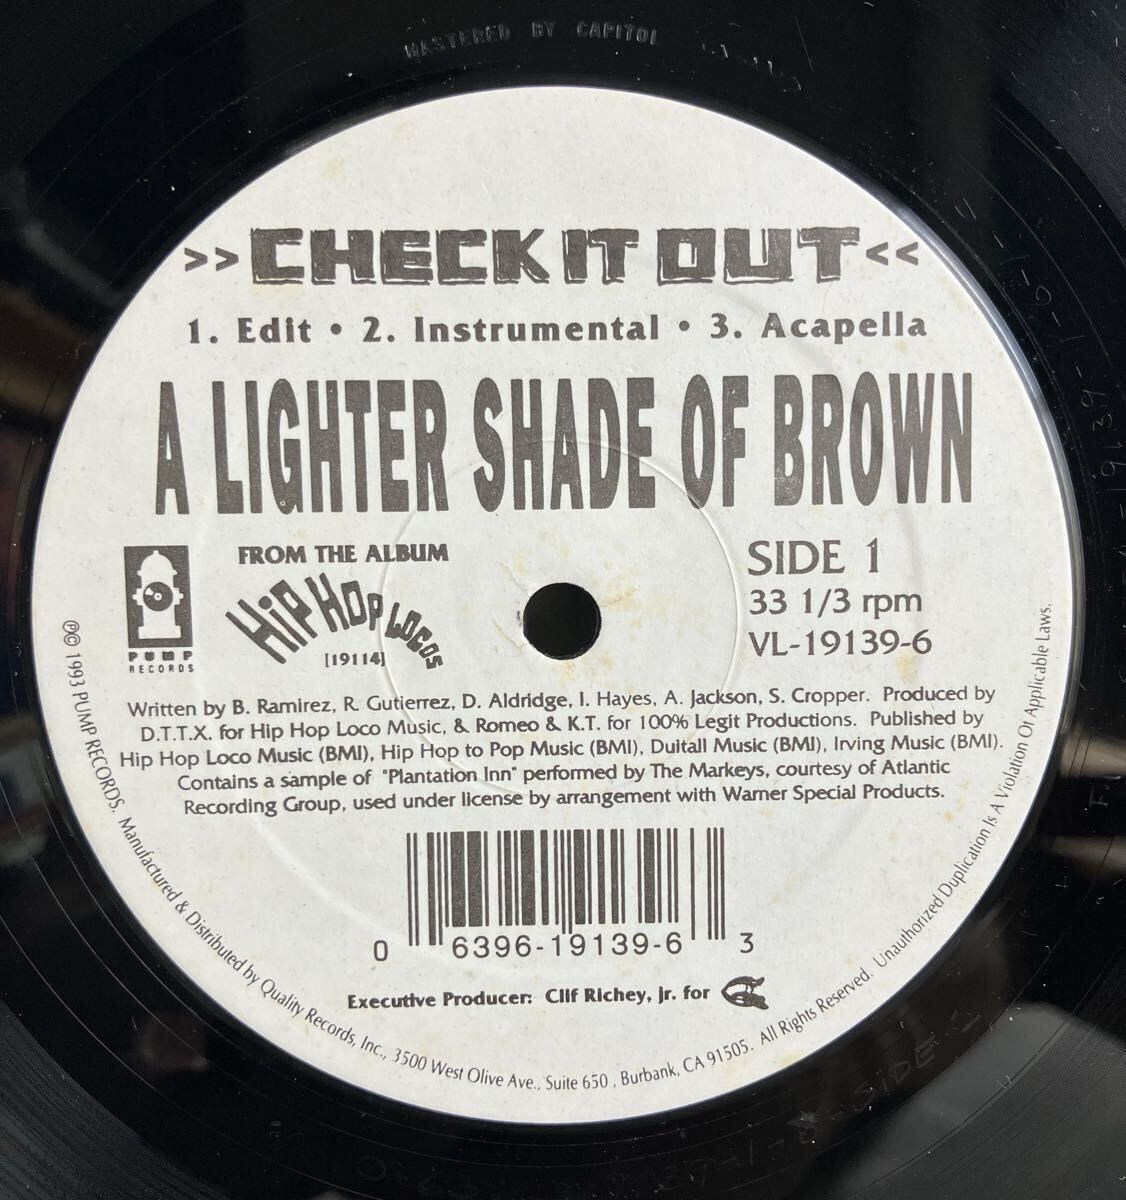 MASTERED BY CAPITOL
>> CHECK IT OUT <<
1. Edit • 2. Instrumental • 3. Acapella
A LIGHTER SHADE OF BROWN
PUMP
RECORDS
FROM THE ALBUM
HIP HOP LOCOS
[19114]
SIDE 1
33 1/3 rpm
VL-19139-6
Written by B. Ramirez, R. Gutierrez, D. Aldridge, I. Hayes, A. Jackson, S. Cropper. Produced by
D.T.T.X. for Hip Hop Loco Music, & Romeo & K.T. for 100% Legit Productions. Published by
Hip Hop Loco Music (BMI), Hip Hop to Pop Music (BMI), Duitall Music (BMI), Irving Music (BMI).
Contains a sample of "Plantation Inn" performed by The Markeys, courtesy of Atlantic
Recording Group, used under license by arrangement with Warner Special Products.
0 6396-19139-6 3
Executive Producer: Clif Richey, Jr. for
℗© 1993 PUMP RECORDS. Manufactured & Distributed by Quality Records, Inc., 3500 West Olive Ave., Suite 650, Burbank, CA 91505. All Rights Reserved. Unauthorized Duplication Is A Violation Of Applicable Laws.